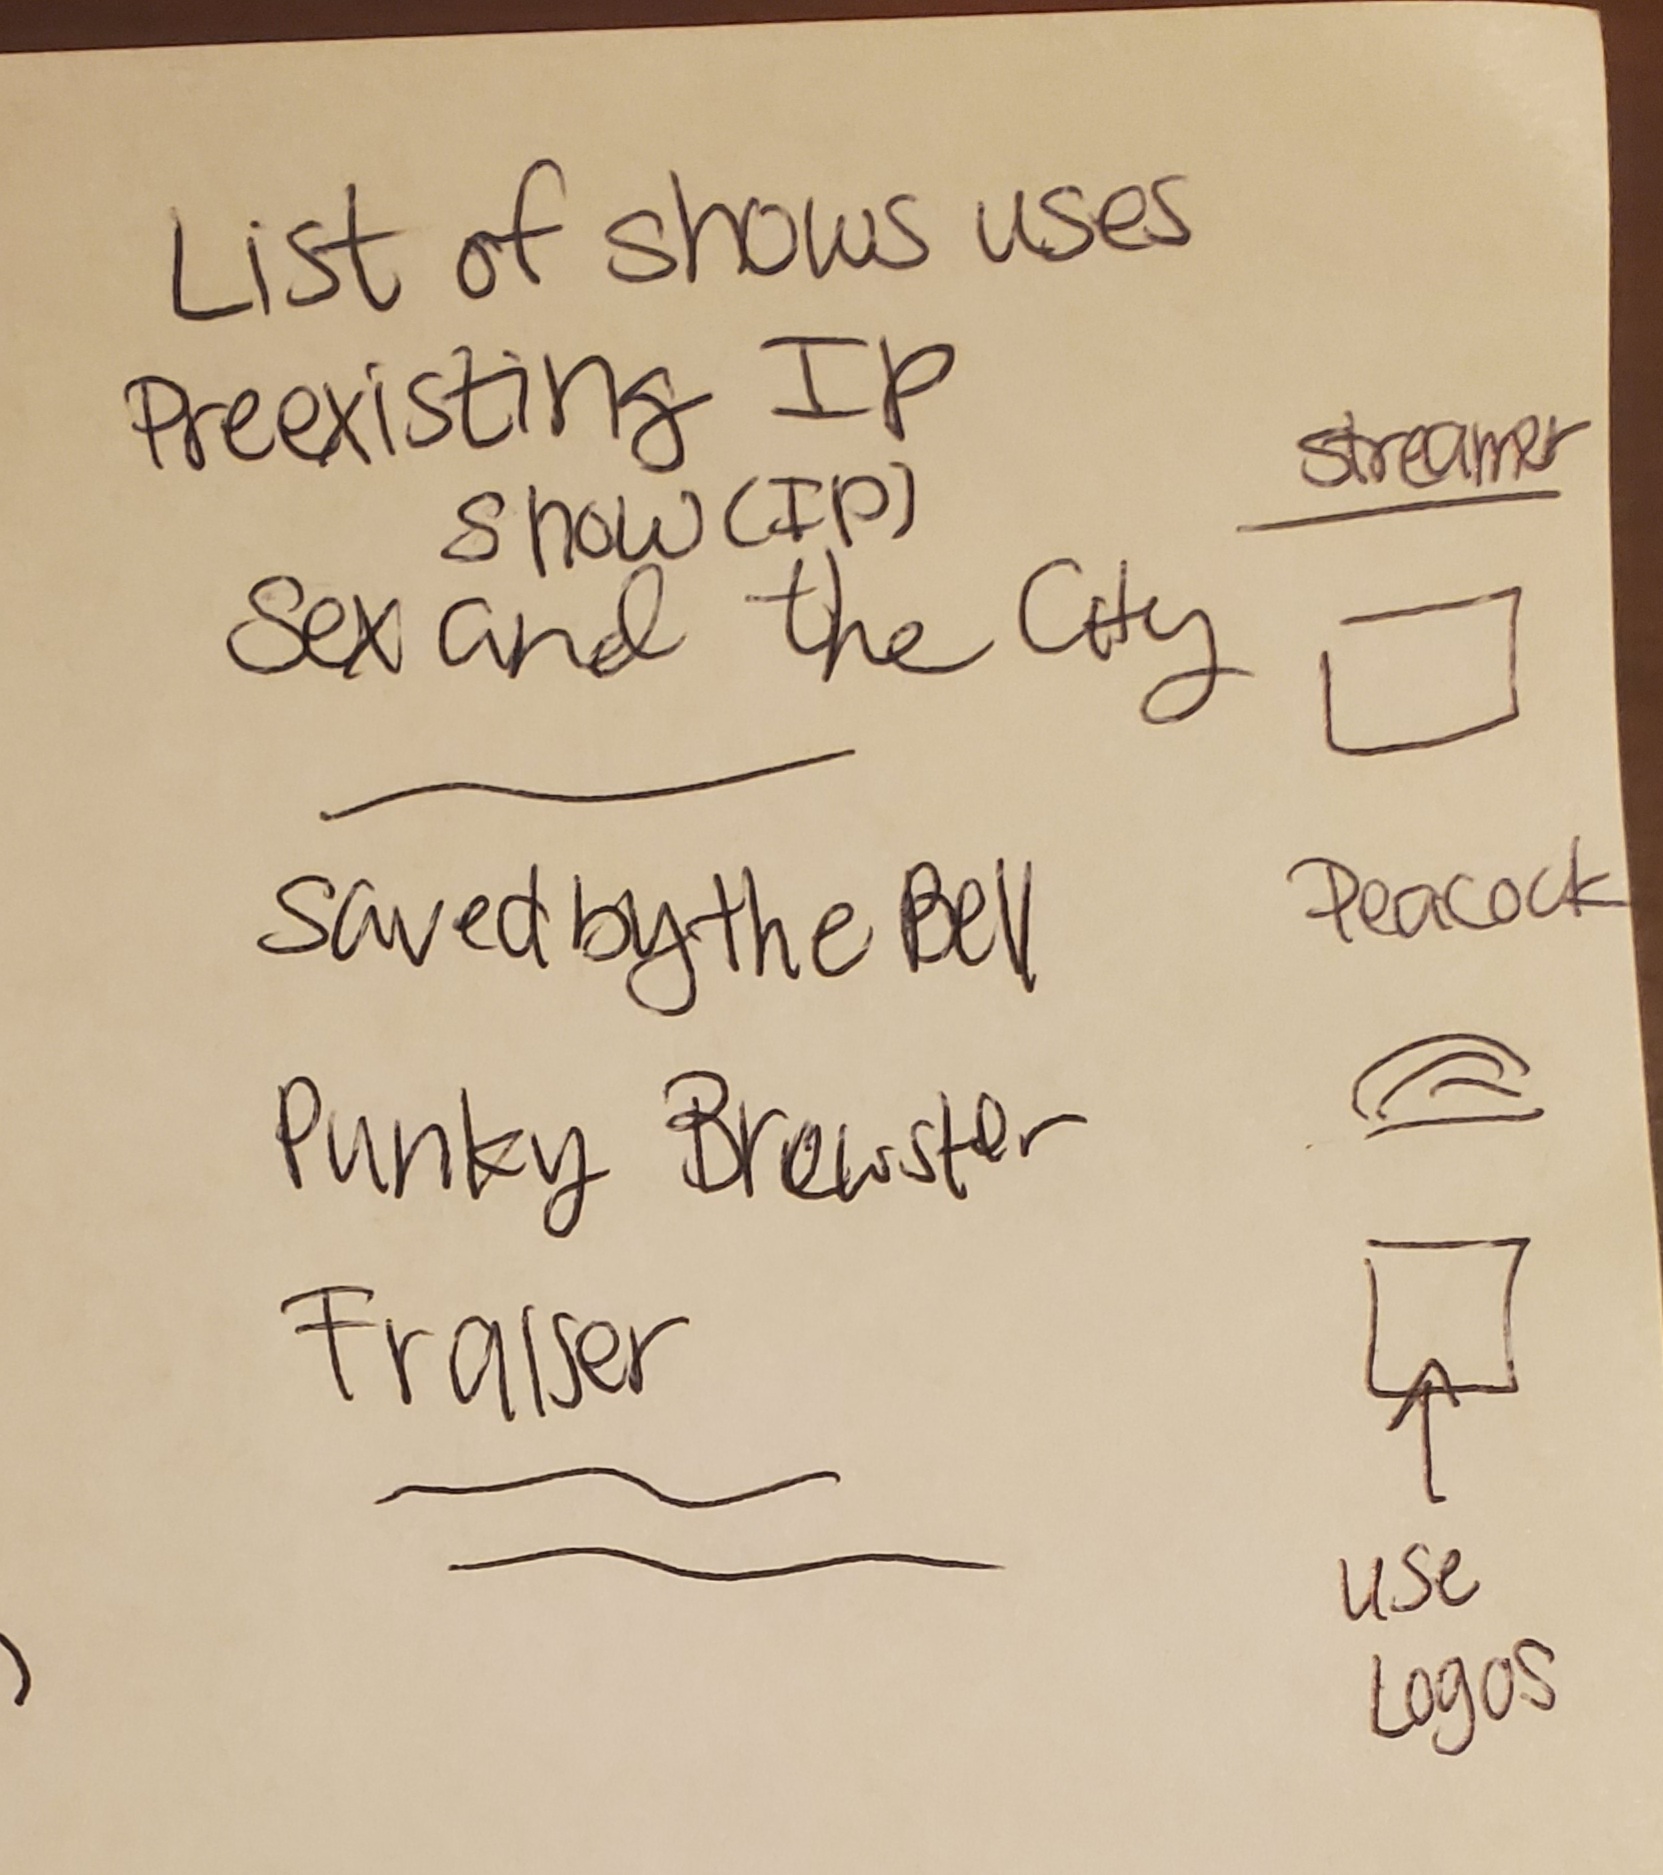 List of shows uses
Preexisting IP
show (IP)
streamer
Sex and the City
Saved by the Bell
Peacock
Punky Brewster
Fraiser
use
Logos